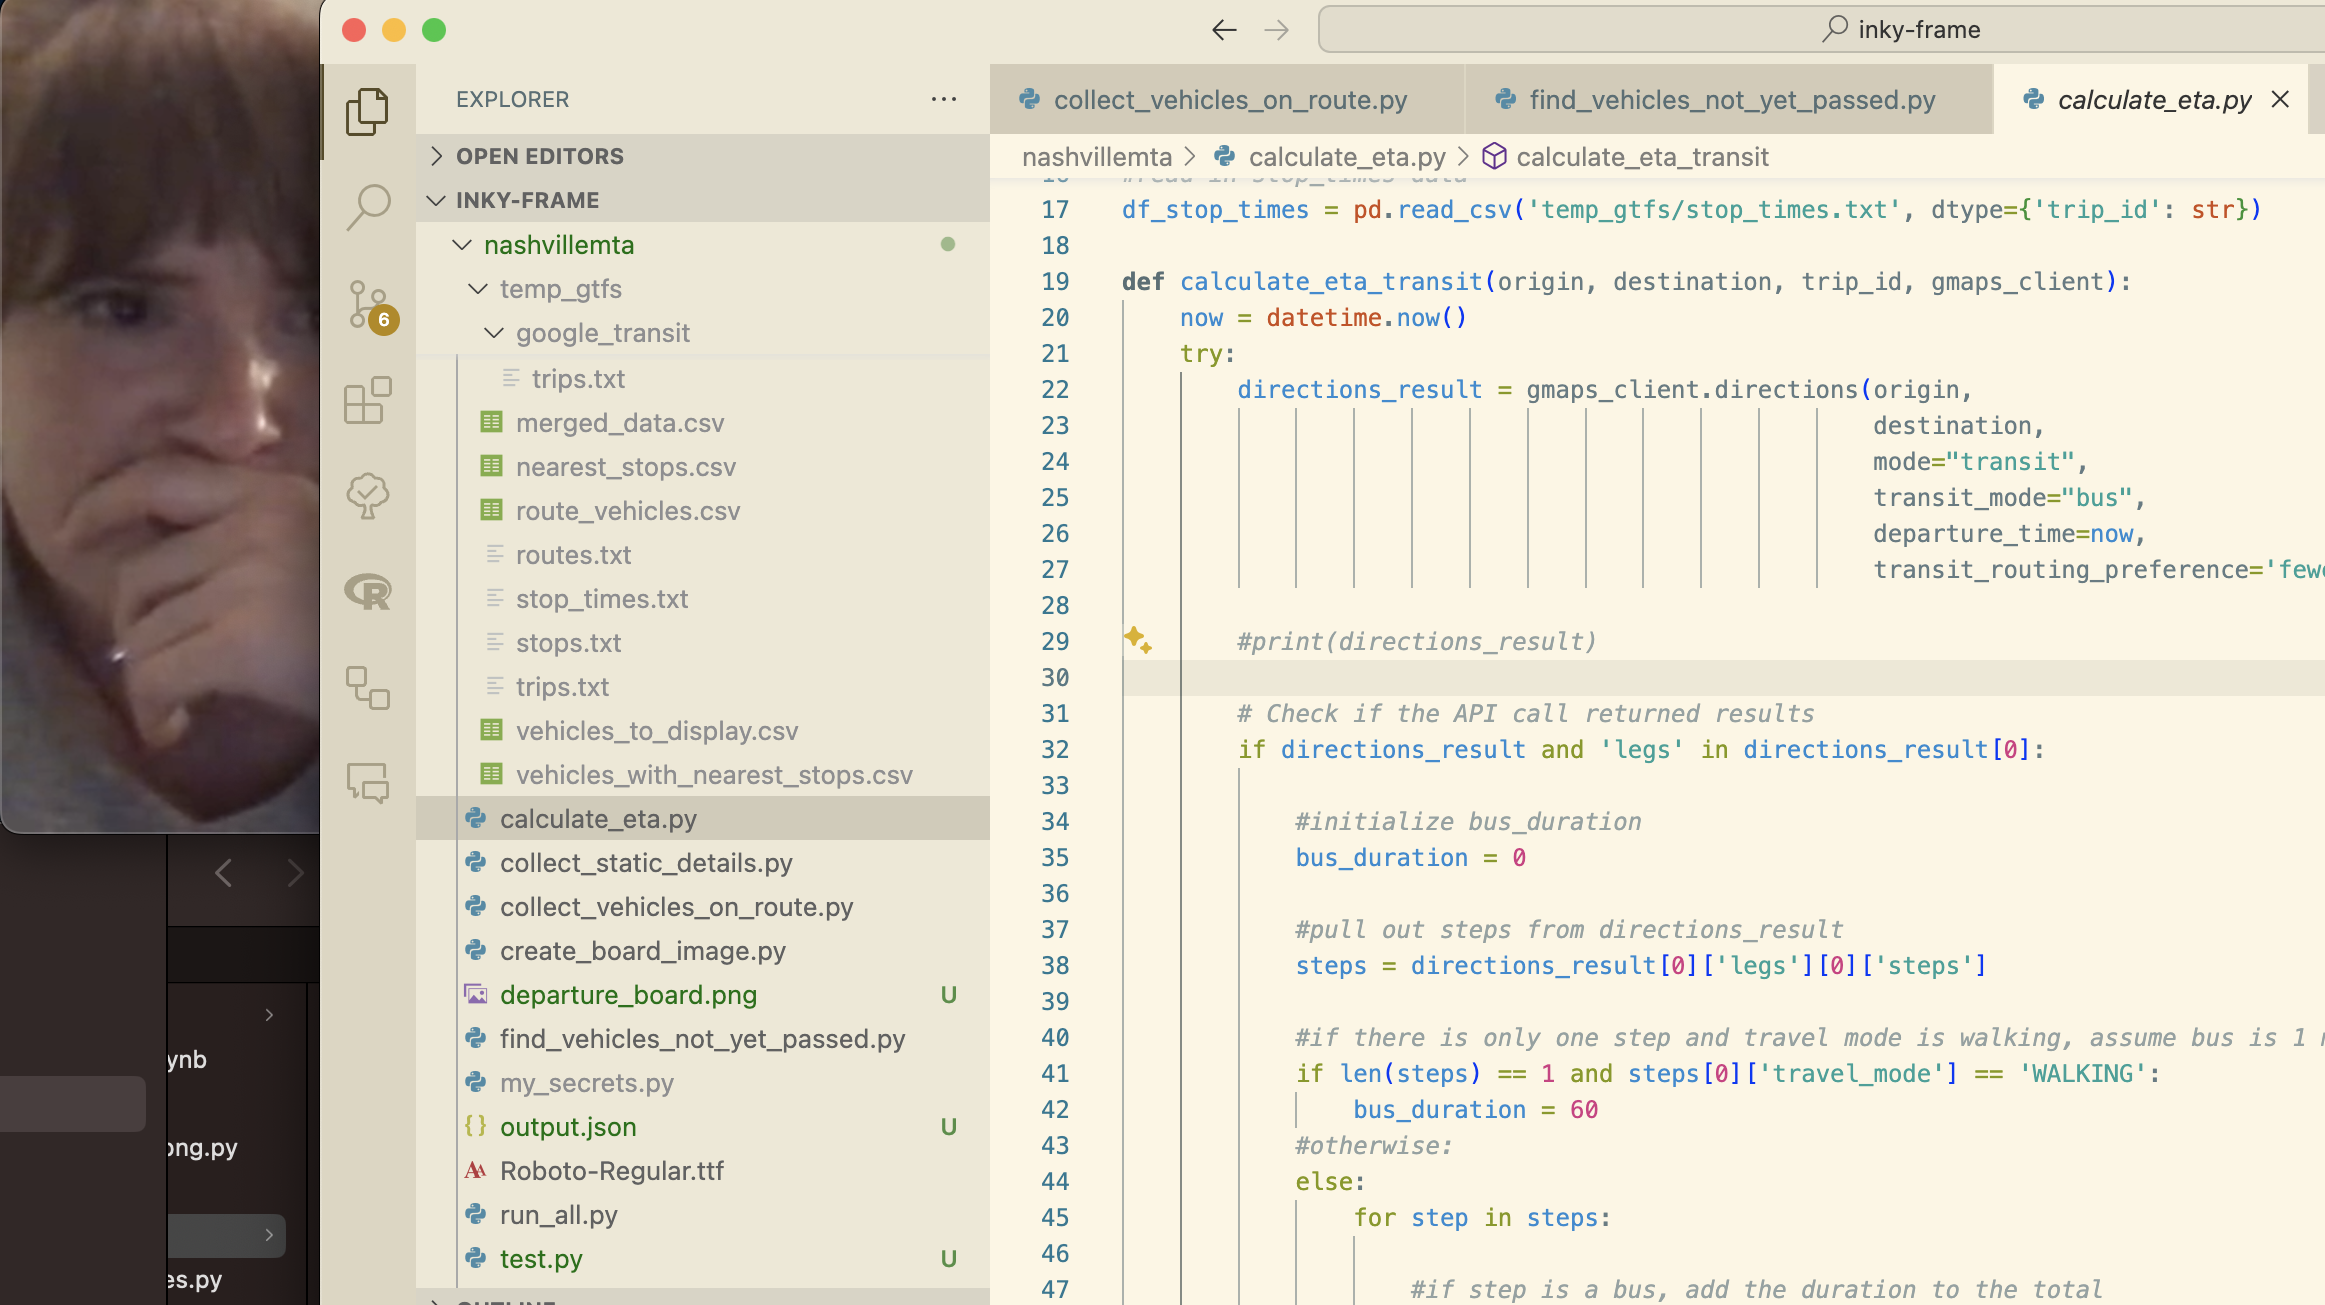 inky-frame
EXPLORER
collect_vehicles_on_route.py
find_vehicles_not_yet_passed.py
calculate_eta.py
OPEN EDITORS
INKY-FRAME
nashvillemta
temp_gtfs
google_transit
trips.txt
merged_data.csv
nearest_stops.csv
route_vehicles.csv
routes.txt
stop_times.txt
stops.txt
trips.txt
vehicles_to_display.csv
vehicles_with_nearest_stops.csv
calculate_eta.py
collect_static_details.py
collect_vehicles_on_route.py
create_board_image.py
departure_board.png U
find_vehicles_not_yet_passed.py
my_secrets.py
output.json U
Roboto-Regular.ttf
run_all.py
test.py U
OUTLINE
6
ynb
ong.py
es.py
nashvillemta > calculate_eta.py > calculate_eta_transit
16 #read in stop_times data
17 df_stop_times = pd.read_csv('temp_gtfs/stop_times.txt', dtype={'trip_id': str})
18
19 def calculate_eta_transit(origin, destination, trip_id, gmaps_client):
20 now = datetime.now()
21 try:
22 directions_result = gmaps_client.directions(origin,
23 destination,
24 mode="transit",
25 transit_mode="bus",
26 departure_time=now,
27 transit_routing_preference='few
28
29 #print(directions_result)
30
31 # Check if the API call returned results
32 if directions_result and 'legs' in directions_result[0]:
33
34 #initialize bus_duration
35 bus_duration = 0
36
37 #pull out steps from directions_result
38 steps = directions_result[0]['legs'][0]['steps']
39
40 #if there is only one step and travel mode is walking, assume bus is 1
41 if len(steps) == 1 and steps[0]['travel_mode'] == 'WALKING':
42 bus_duration = 60
43 #otherwise:
44 else:
45 for step in steps:
46
47 #if step is a bus, add the duration to the total